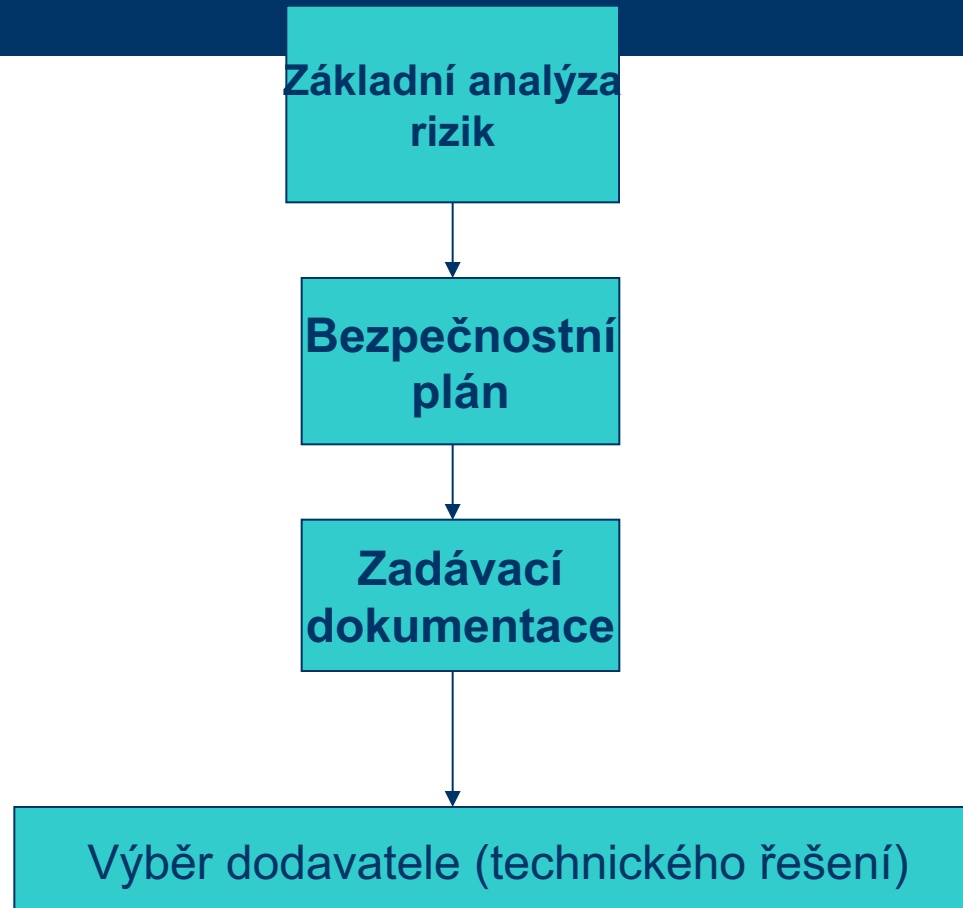 Základní analýza
rizik
Bezpečnostní
plán
Zadávací
dokumentace
Výběr dodavatele (technického řešení)